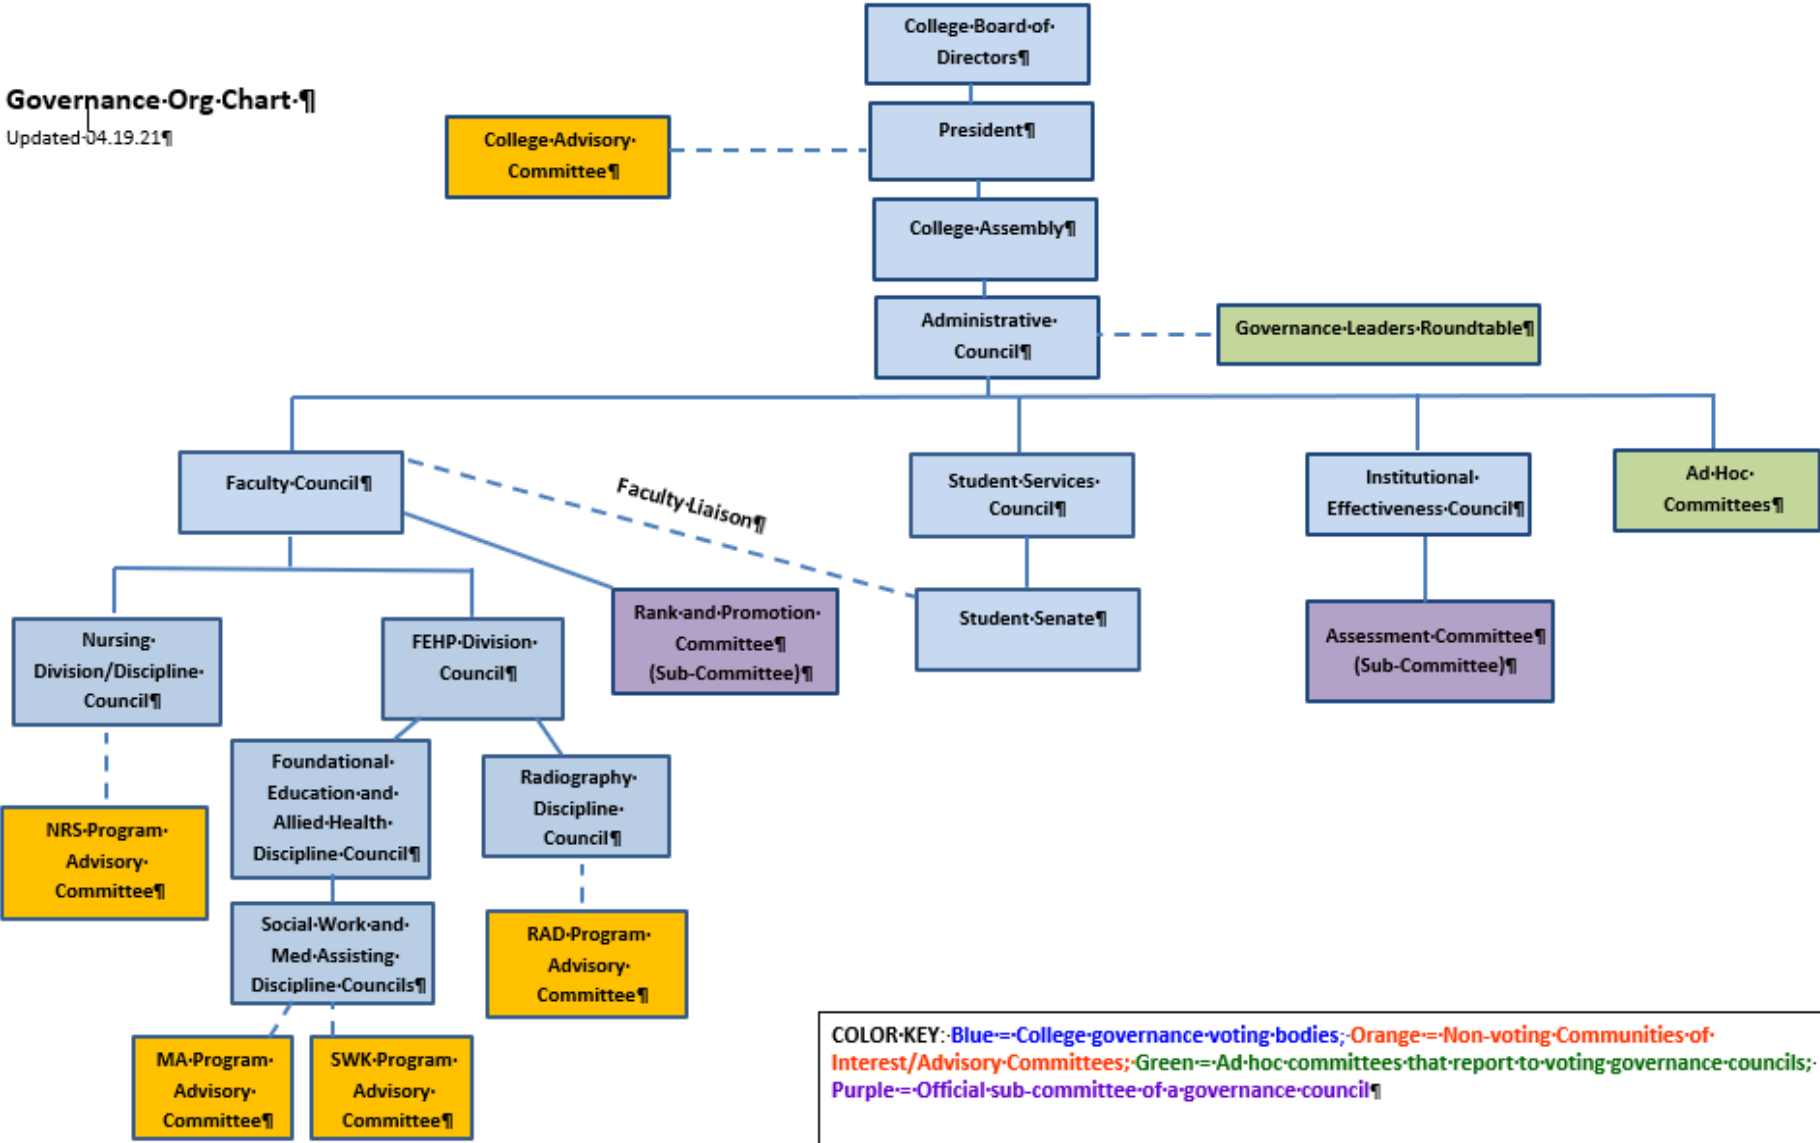 College·Board·of·
Directors¶
Governance·Org·Chart·¶
Updated·04.19.21¶
President¶
College·Advisory·
Committee¶
College·Assembly¶
Administrative·
Council¶
Governance·Leaders·Roundtable¶
Faculty·Council¶
Faculty·Liaison¶
Student·Services·
Council¶
Institutional·
Effectiveness·Council¶
Ad·Hoc·
Committees¶
Nursing·
Division/Discipline·
Council¶
FEHP·Division·
Council¶
Rank·and·Promotion·
Committee¶
(Sub-Committee)¶
Student·Senate¶
Assessment·Committee¶
(Sub-Committee)¶
Foundational·
Education·and·
Allied·Health·
Discipline·Council¶
Radiography·
Discipline·
Council¶
NRS·Program·
Advisory·
Committee¶
Social·Work·and·
Med·Assisting·
Discipline·Councils¶
RAD·Program·
Advisory·
Committee¶
MA·Program·
Advisory·
Committee¶
SWK·Program·
Advisory·
Committee¶
COLOR·KEY:·Blue·=·College·governance·voting·bodies;·Orange·=·Non-voting·Communities·of·
Interest/Advisory·Committees;·Green·=·Ad·hoc·committees·that·report·to·voting·governance·councils;·
Purple·=·Official·sub-committee·of·a·governance·council¶